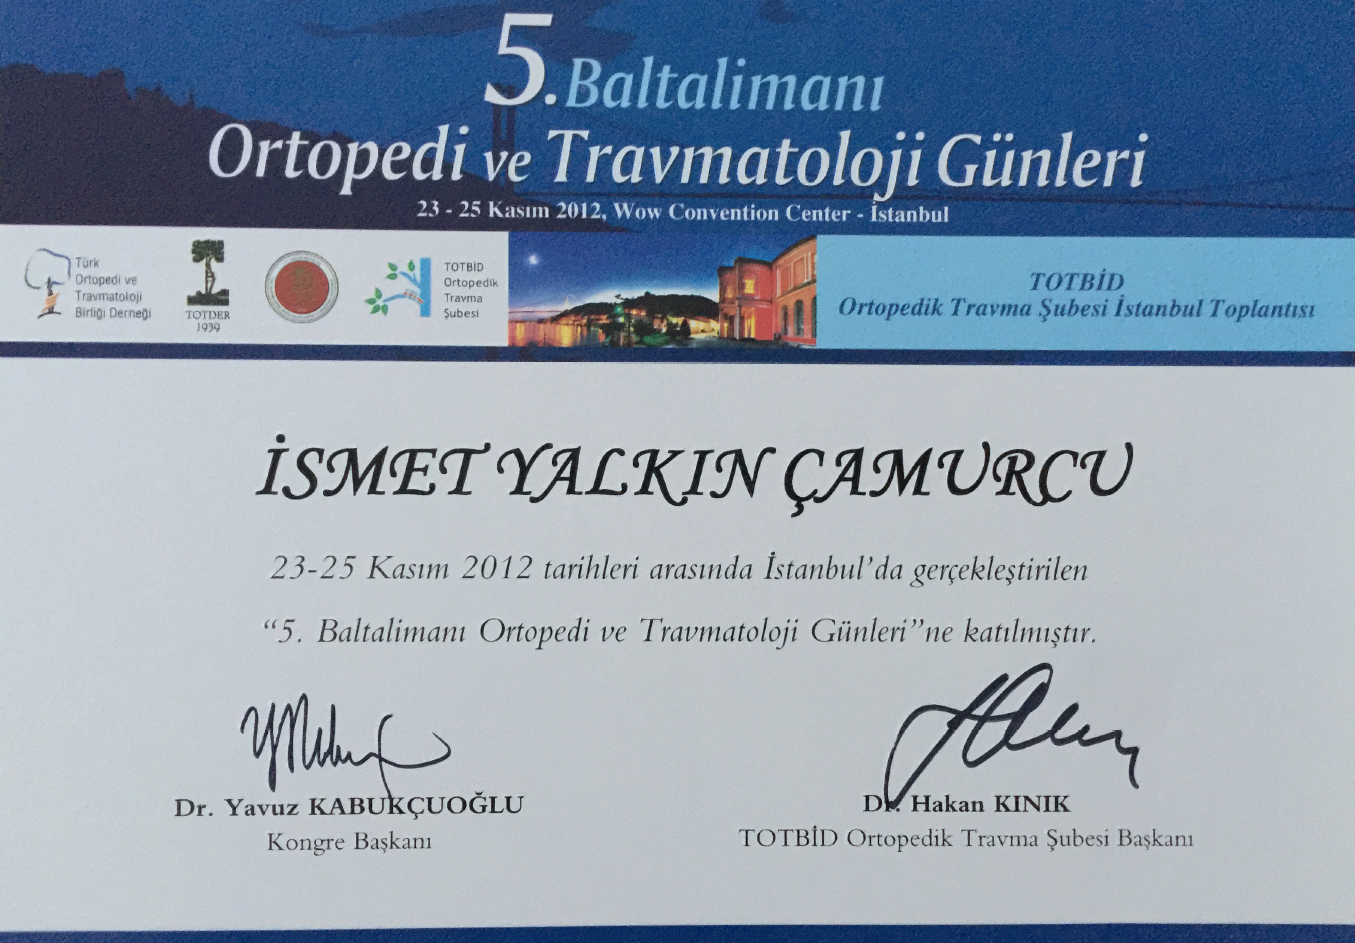 5. Baltalimanı
Ortopedi ve Travmatoloji Günleri
23 - 25 Kasım 2012, Wow Convention Center - İstanbul
Türk
Ortopedi ve
Travmatoloji
Birliği Derneği
TOTDER
1939
TOTBİD
Ortopedik
Travma
Şubesi
TOTBİD
Ortopedik Travma Şubesi İstanbul Toplantısı
İSMET YALKIN ÇAMURCU
23-25 Kasım 2012 tarihleri arasında İstanbul’da gerçekleştirilen
“5. Baltalimanı Ortopedi ve Travmatoloji Günleri”ne katılmıştır.
Dr. Yavuz KABUKÇUOĞLU
Kongre Başkanı
Dr. Hakan KINIK
TOTBİD Ortopedik Travma Şubesi Başkanı